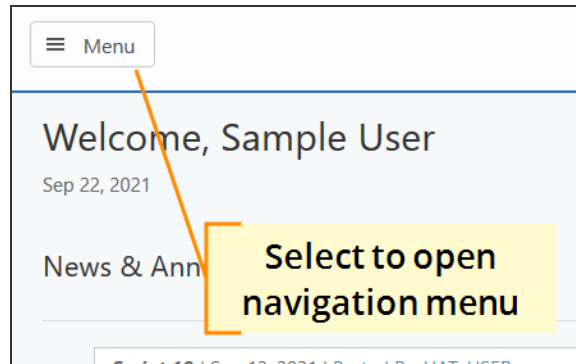 Menu
Welcome, Sample User
Sep 22, 2021
News & Ann
Select to open
navigation menu